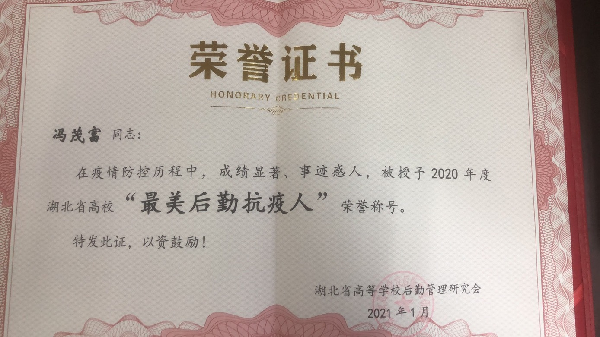 荣誉证书
HONORARY CREDENTIAL
冯茂富 同志：
在疫情防控历程中，成绩显著、事迹感人，被授予2020年度
湖北省高校“最美后勤抗疫人”荣誉称号。
特发此证，以资鼓励！
湖北省高等学校后勤管理研究会
2021年1月